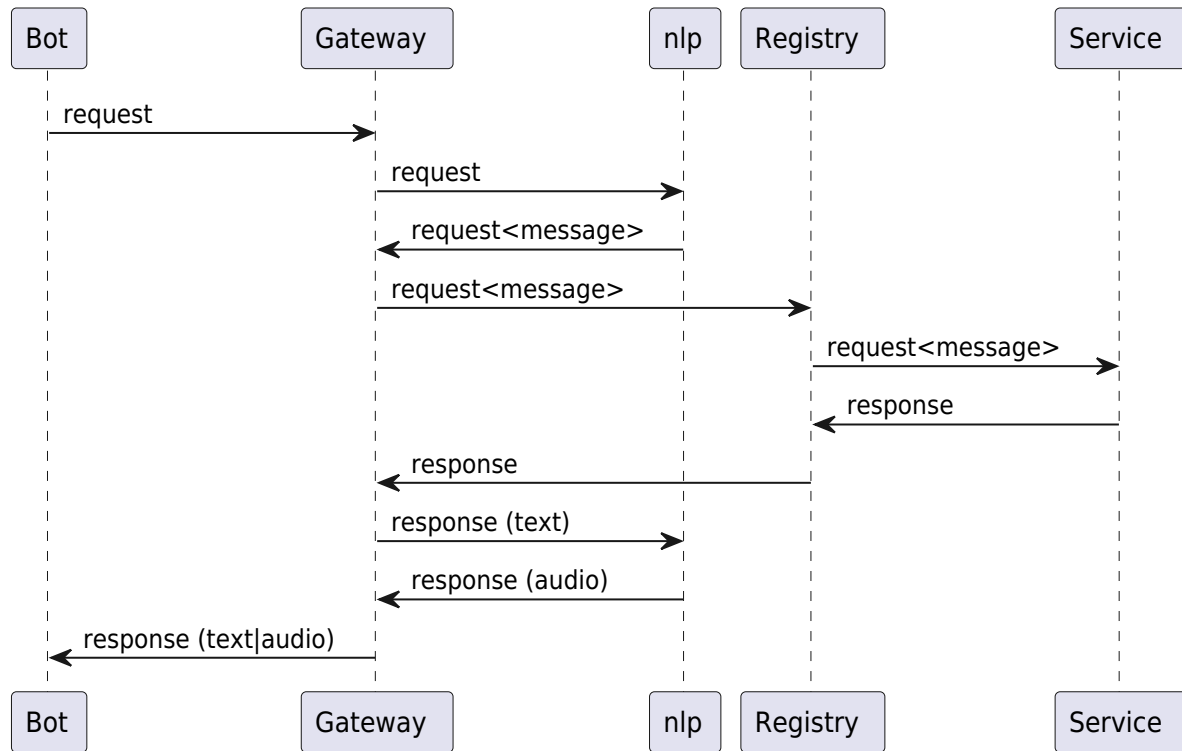 Bot Gateway nlp Registry Service
request
request
request<message>
request<message>
request<message>
response
response
response (text)
response (audio)
response (text|audio)
Bot Gateway nlp Registry Service